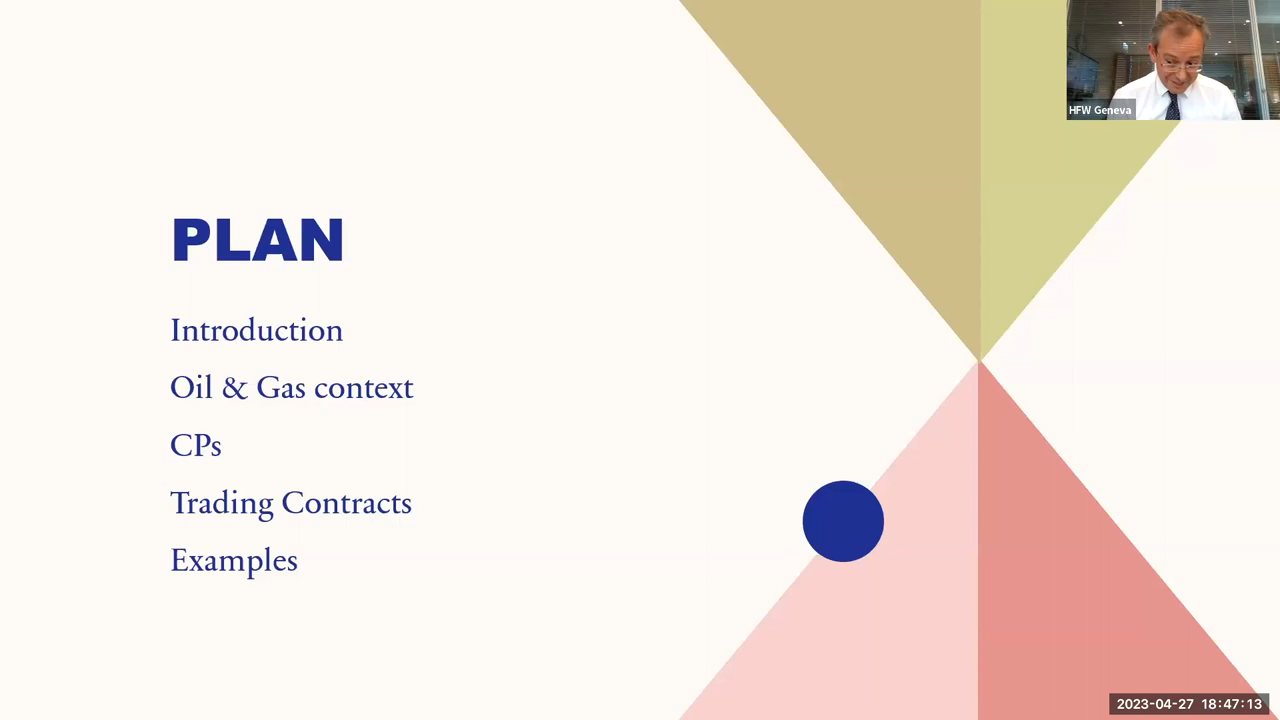 HFW Geneva
PLAN
Introduction
Oil & Gas context
CPs
Trading Contracts
Examples
2023-04-27 18:47:13